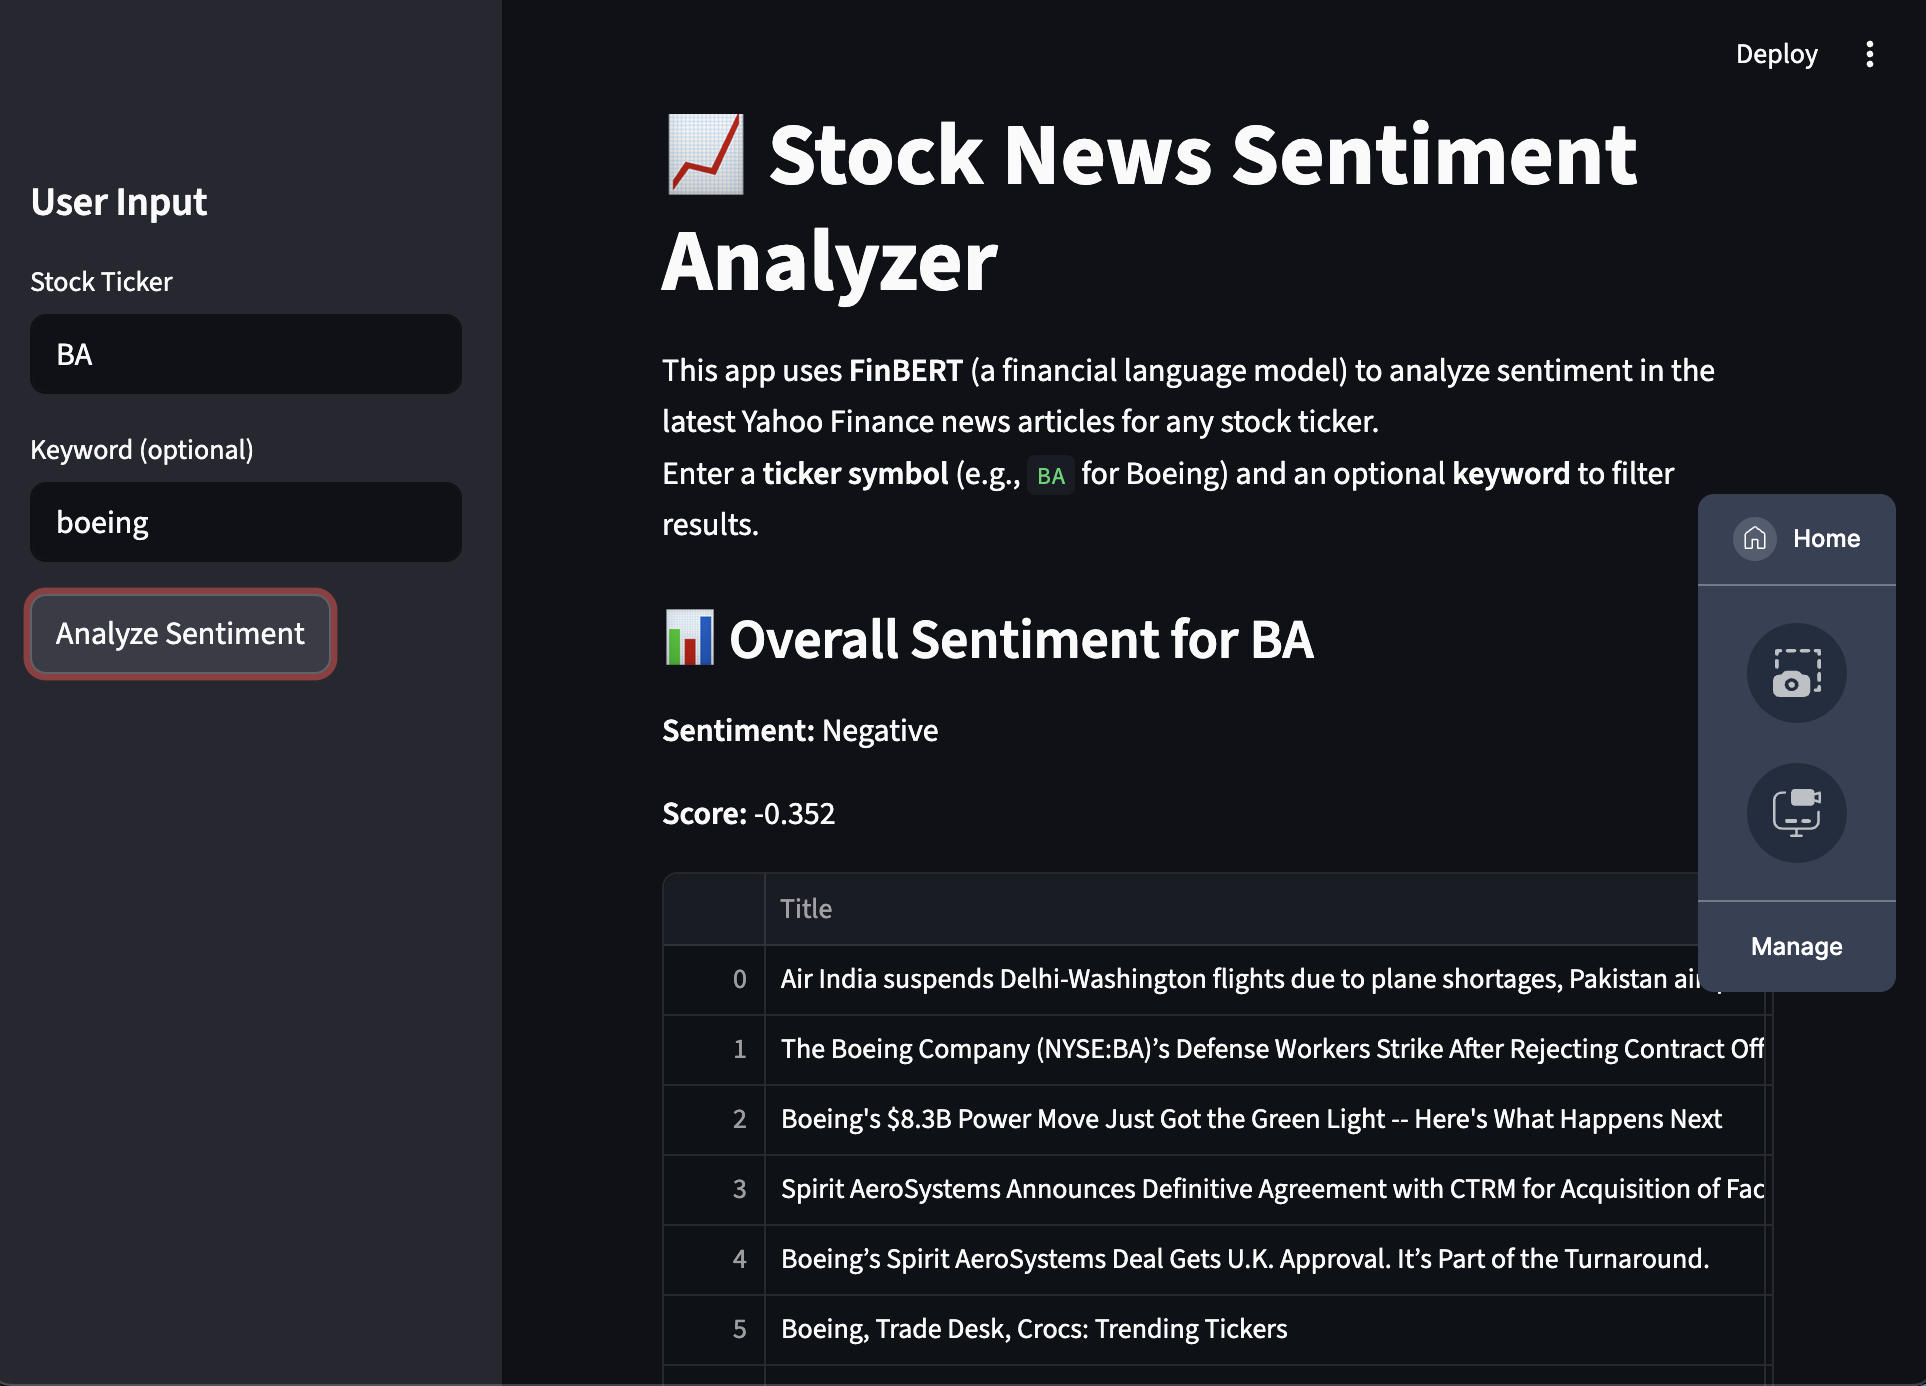 Deploy
User Input
Stock Ticker
BA
Keyword (optional)
boeing
Analyze Sentiment
Stock News Sentiment
Analyzer
This app uses FinBERT (a financial language model) to analyze sentiment in the
latest Yahoo Finance news articles for any stock ticker.
Enter a ticker symbol (e.g., BA for Boeing) and an optional keyword to filter
results.
Overall Sentiment for BA
Sentiment: Negative
Score: -0.352
Title
0 Air India suspends Delhi-Washington flights due to plane shortages, Pakistan
1 The Boeing Company (NYSE:BA)’s Defense Workers Strike After Rejecting Contract Off
2 Boeing's $8.3B Power Move Just Got the Green Light -- Here's What Happens Next
3 Spirit AeroSystems Announces Definitive Agreement with CTRM for Acquisition of Fac
4 Boeing’s Spirit AeroSystems Deal Gets U.K. Approval. It’s Part of the Turnaround.
5 Boeing, Trade Desk, Crocs: Trending Tickers
Home
Manage